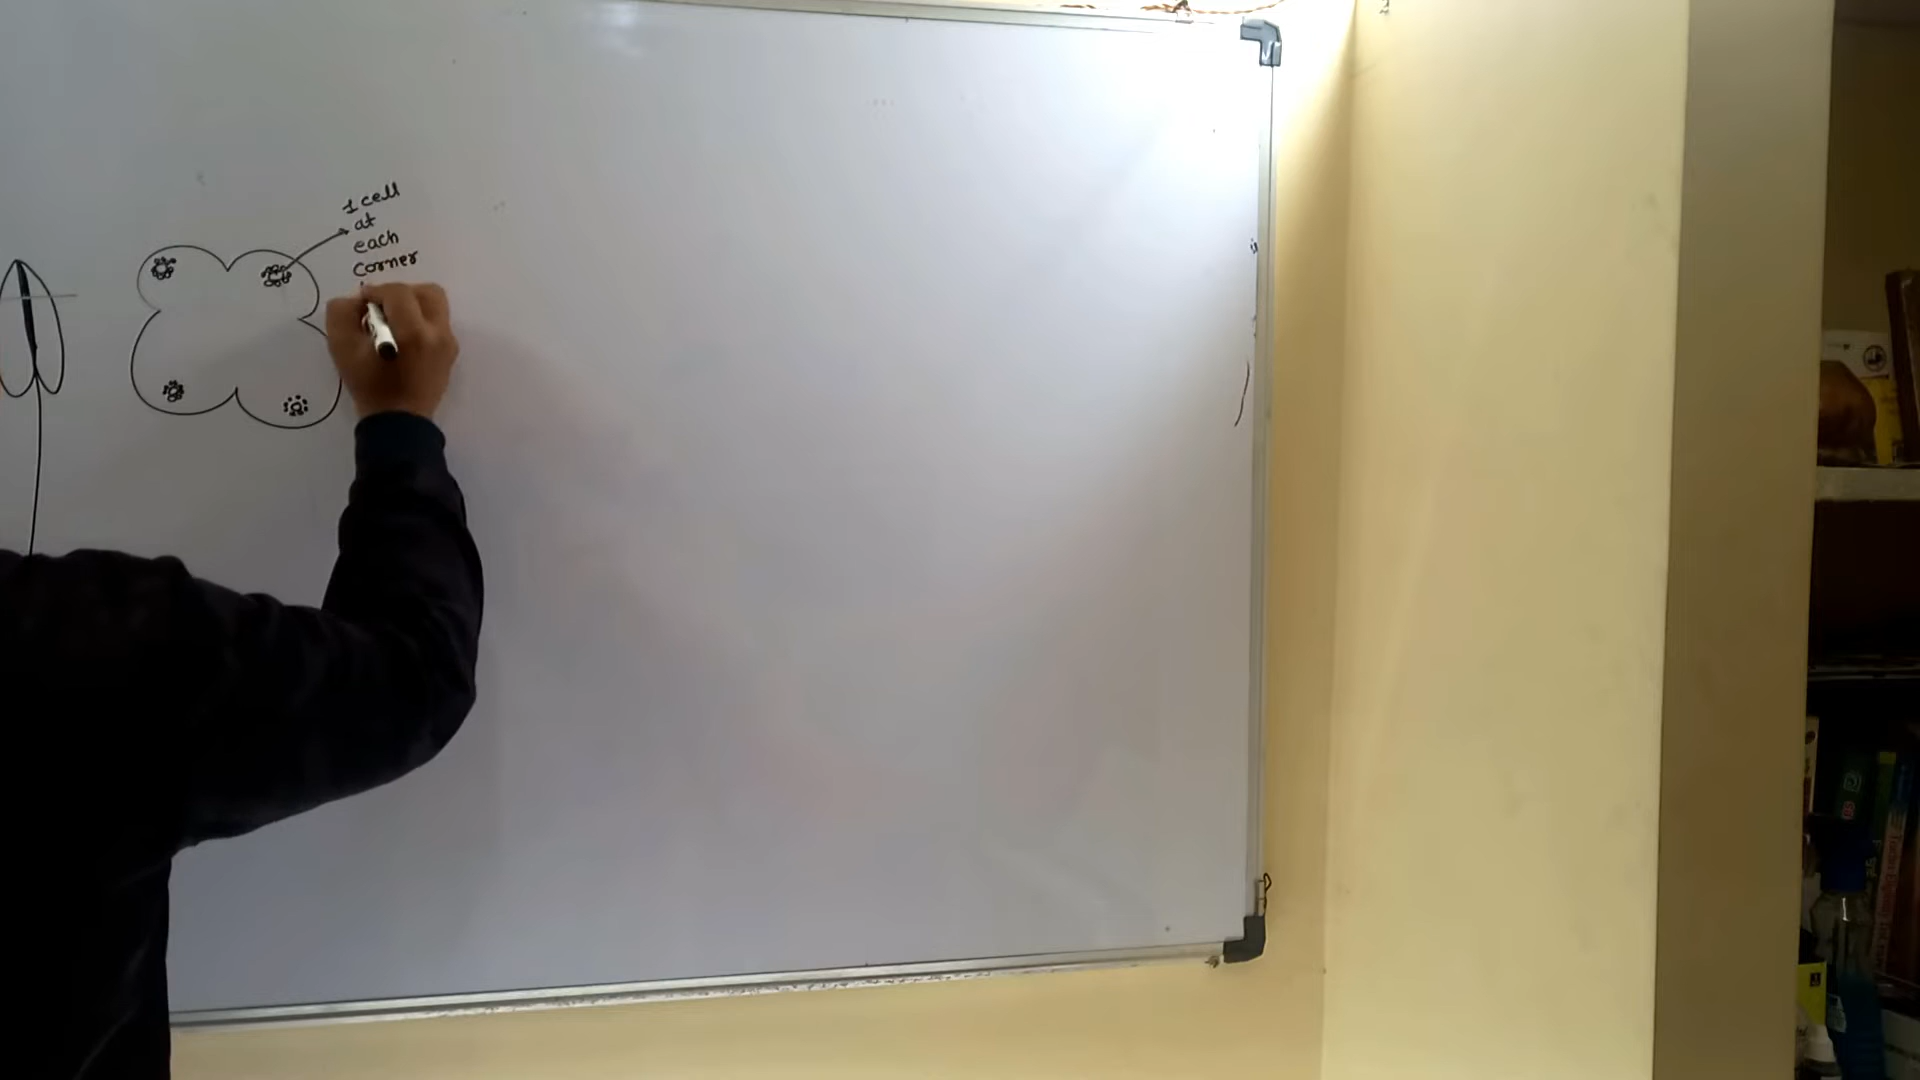 1 cell
at
each
corner